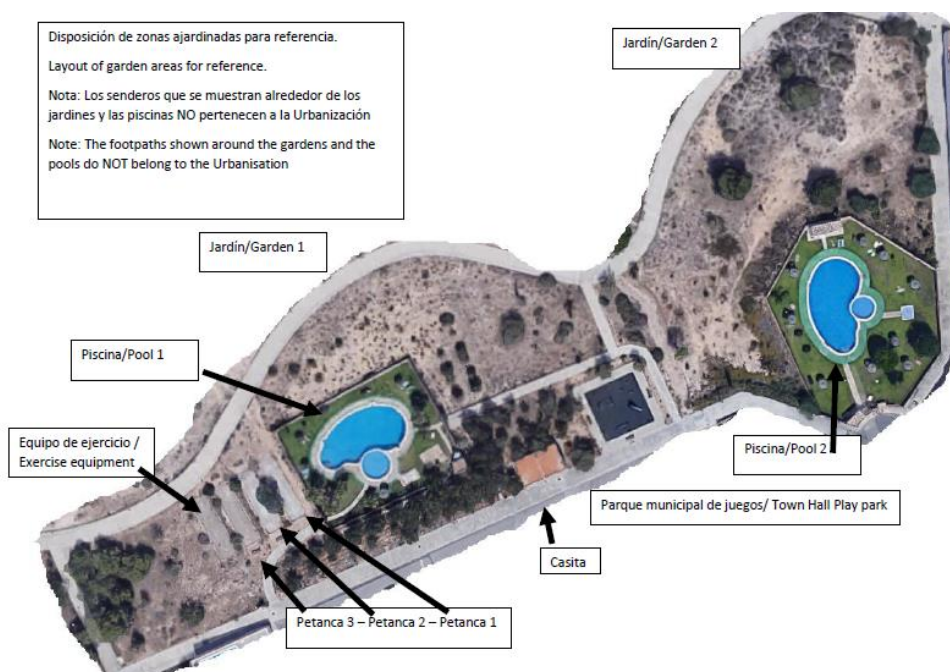 Disposición de zonas ajardinadas para referencia.
Layout of garden areas for reference.
Nota: Los senderos que se muestran alrededor de los
jardines y las piscinas NO pertenecen a la Urbanización
Note: The footpaths shown around the gardens and the
pools do NOT belong to the Urbanisation
Jardín/Garden 2
Jardín/Garden 1
Piscina/Pool 1
Equipo de ejercicio /
Exercise equipment
Piscina/Pool 2
Parque municipal de juegos/ Town Hall Play park
Casita
Petanca 3 – Petanca 2 – Petanca 1